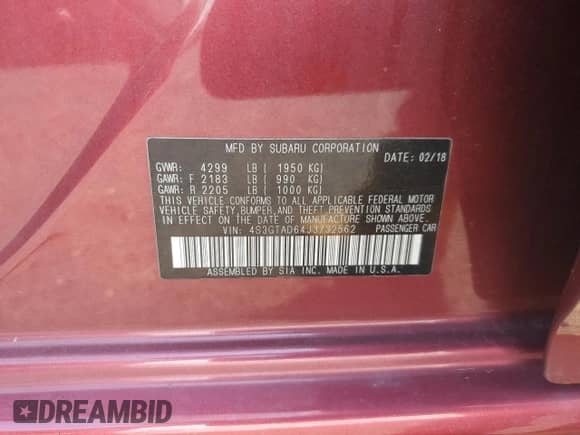 MFD BY SUBARU CORPORATION
DATE: 02/18
GVWR: 4299 LB ( 1950 KG)
GAWR: F 2183 LB ( 990 KG)
GAWR: R 2205 LB ( 1000 KG)
THIS VEHICLE CONFORMS TO ALL APPLICABLE FEDERAL MOTOR
VEHICLE SAFETY, BUMPER, AND THEFT PREVENTION STANDARDS
IN EFFECT ON THE DATE OF MANUFACTURE SHOWN ABOVE.
VIN: 4S3GTAD64J3732562 PASSENGER CAR
ASSEMBLED BY SIA INC. MADE IN U.S.A.
DREAMBID